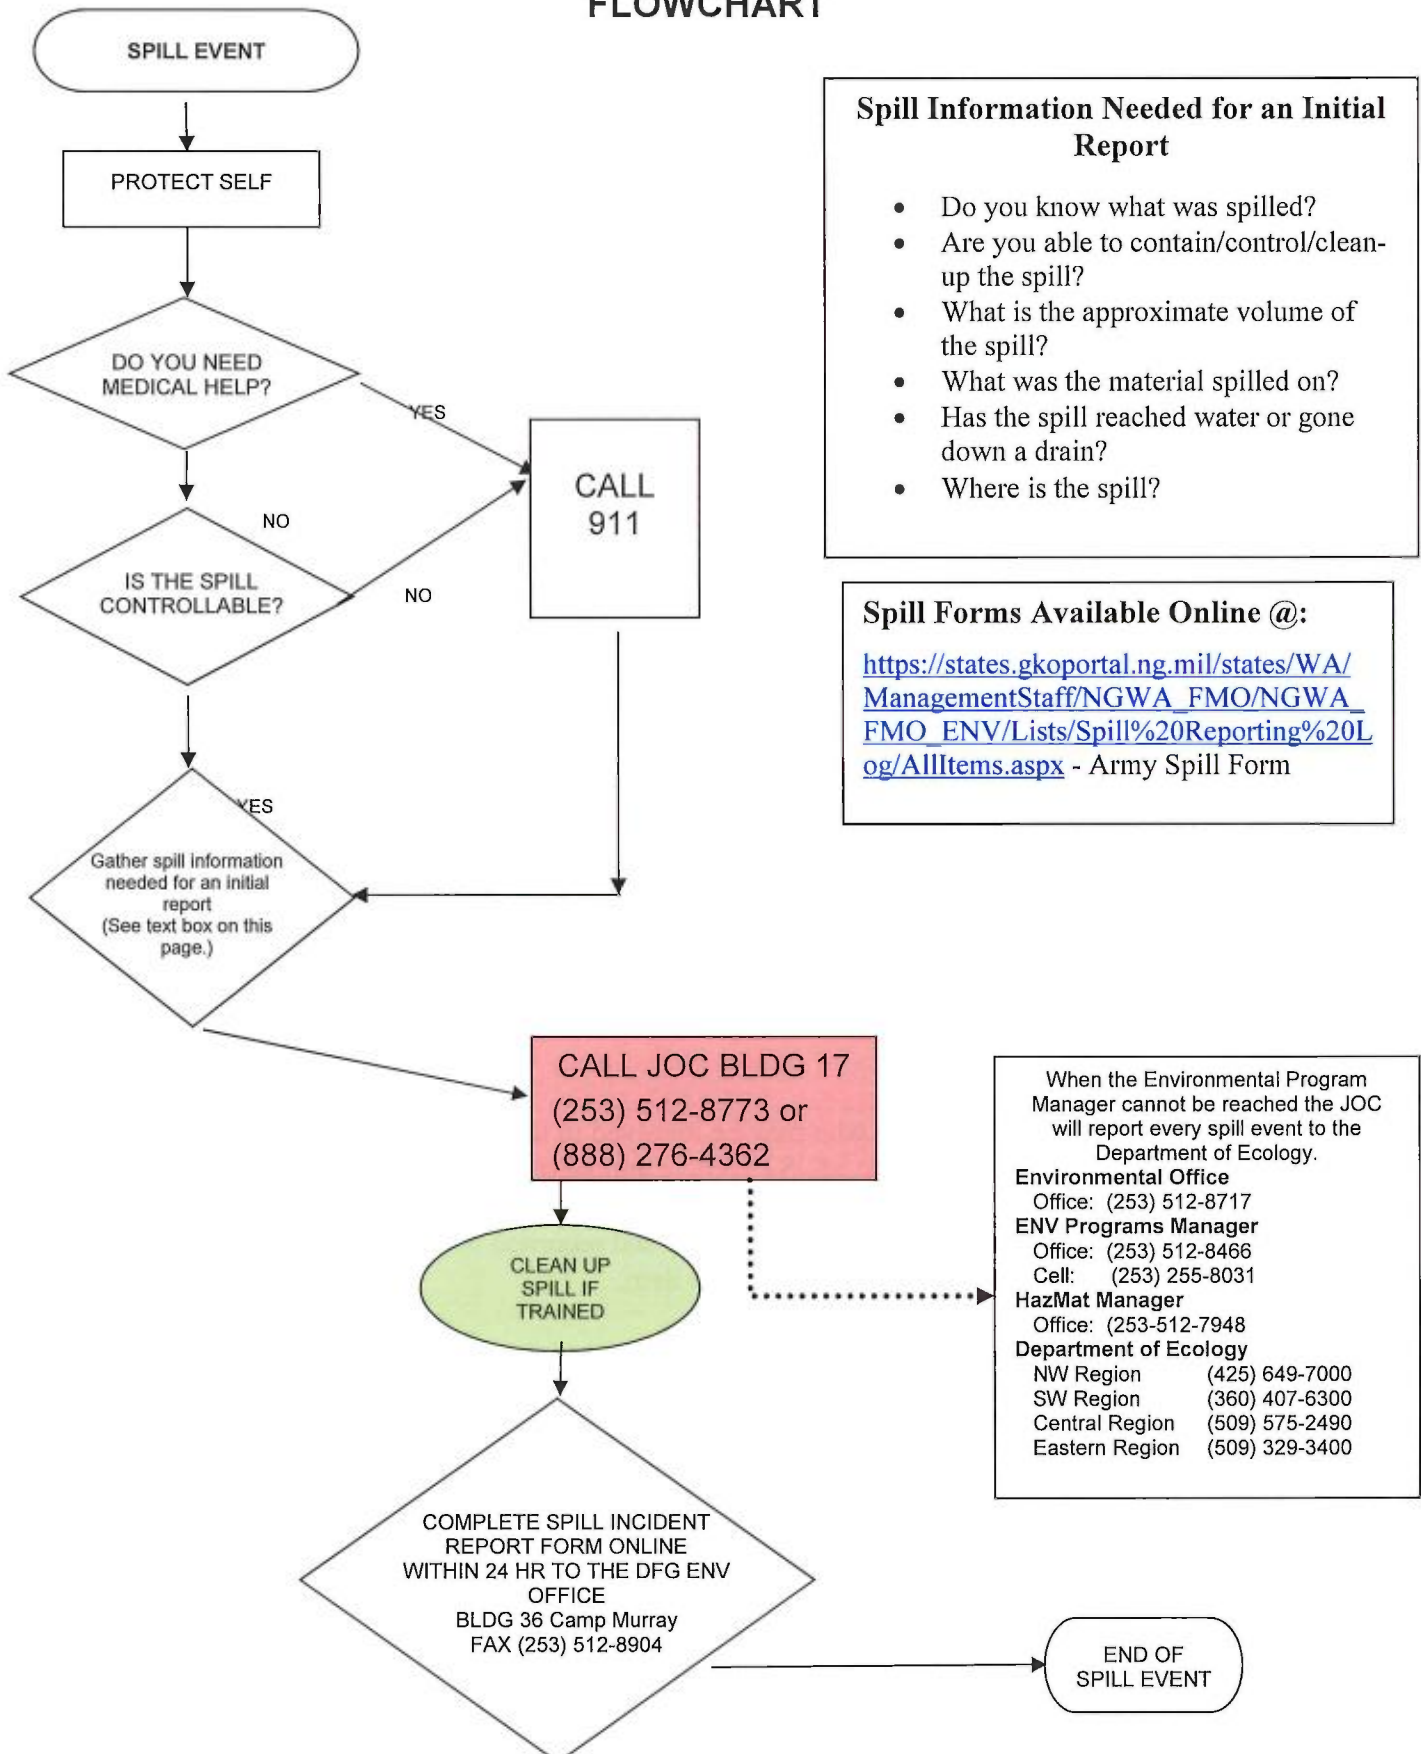 FLOWCHART
SPILL EVENT
PROTECT SELF
DO YOU NEED
MEDICAL HELP?
YES
CALL
911
NO
IS THE SPILL
CONTROLLABLE?
NO
YES
Gather spill information
needed for an initial
report
(See text box on this
page.)
Spill Information Needed for an Initial
Report
• Do you know what was spilled?
• Are you able to contain/control/clean-
up the spill?
• What is the approximate volume of
the spill?
• What was the material spilled on?
• Has the spill reached water or gone
down a drain?
• Where is the spill?
Spill Forms Available Online @:
https://states.gkoportal.ng.mil/states/WA/
ManagementStaff/NGWA_FMO/NGWA_
FMO_ENV/Lists/Spill%20Reporting%20L
og/AllItems.aspx - Army Spill Form
CALL JOC BLDG 17
(253) 512-8773 or
(888) 276-4362
CLEAN UP
SPILL IF
TRAINED
When the Environmental Program
Manager cannot be reached the JOC
will report every spill event to the
Department of Ecology.
Environmental Office
Office: (253) 512-8717
ENV Programs Manager
Office: (253) 512-8466
Cell: (253) 255-8031
HazMat Manager
Office: (253-512-7948
Department of Ecology
NW Region (425) 649-7000
SW Region (360) 407-6300
Central Region (509) 575-2490
Eastern Region (509) 329-3400
COMPLETE SPILL INCIDENT
REPORT FORM ONLINE
WITHIN 24 HR TO THE DFG ENV
OFFICE
BLDG 36 Camp Murray
FAX (253) 512-8904
END OF
SPILL EVENT